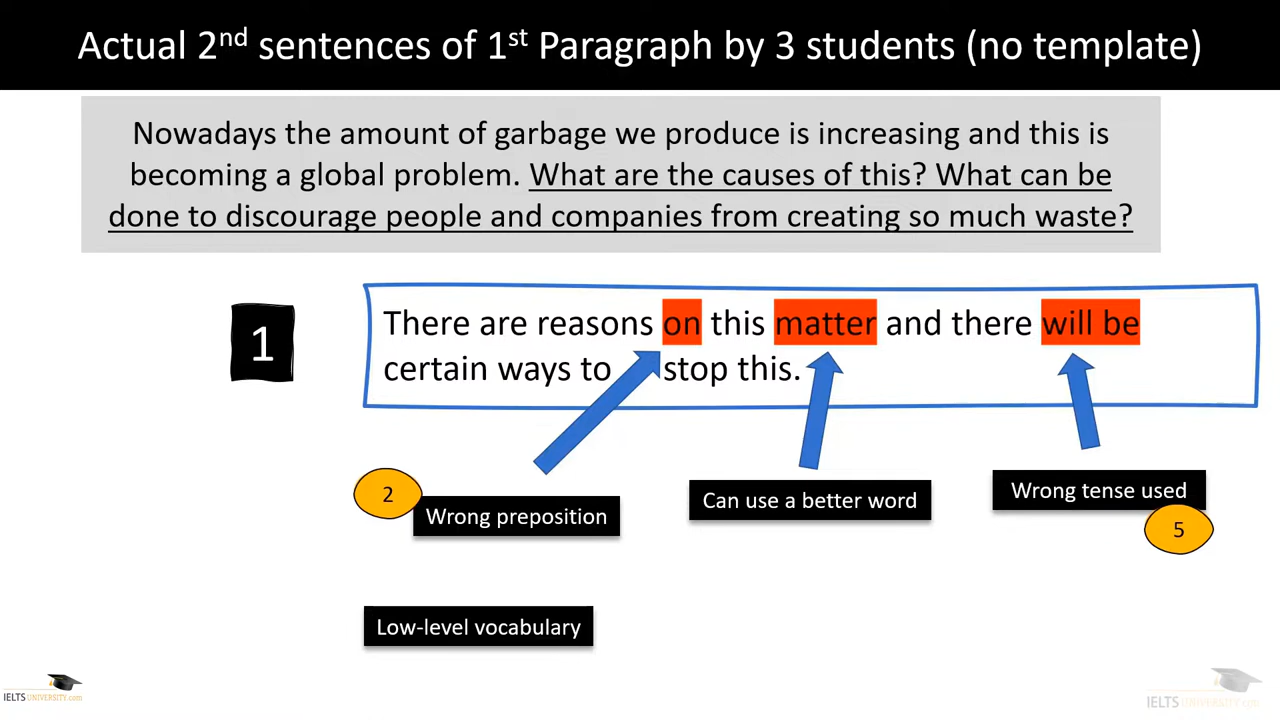 Actual 2nd sentences of 1st Paragraph by 3 students (no template)
Nowadays the amount of garbage we produce is increasing and this is
becoming a global problem. What are the causes of this? What can be
done to discourage people and companies from creating so much waste?
1
There are reasons on this matter and there will be
certain ways to stop this.
2
Wrong preposition
Can use a better word
Wrong tense used
5
Low-level vocabulary
IELTS UNIVERSITY.com
IELTS UNIVERSITY.com